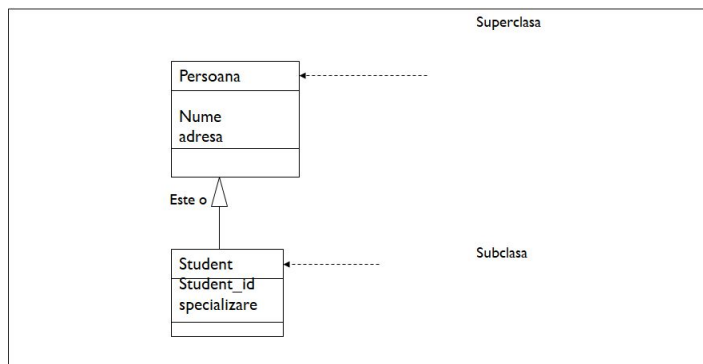 Superclasa
Persoana
Nume
adresa
Este o
Subclasa
Student
Student_id
specializare